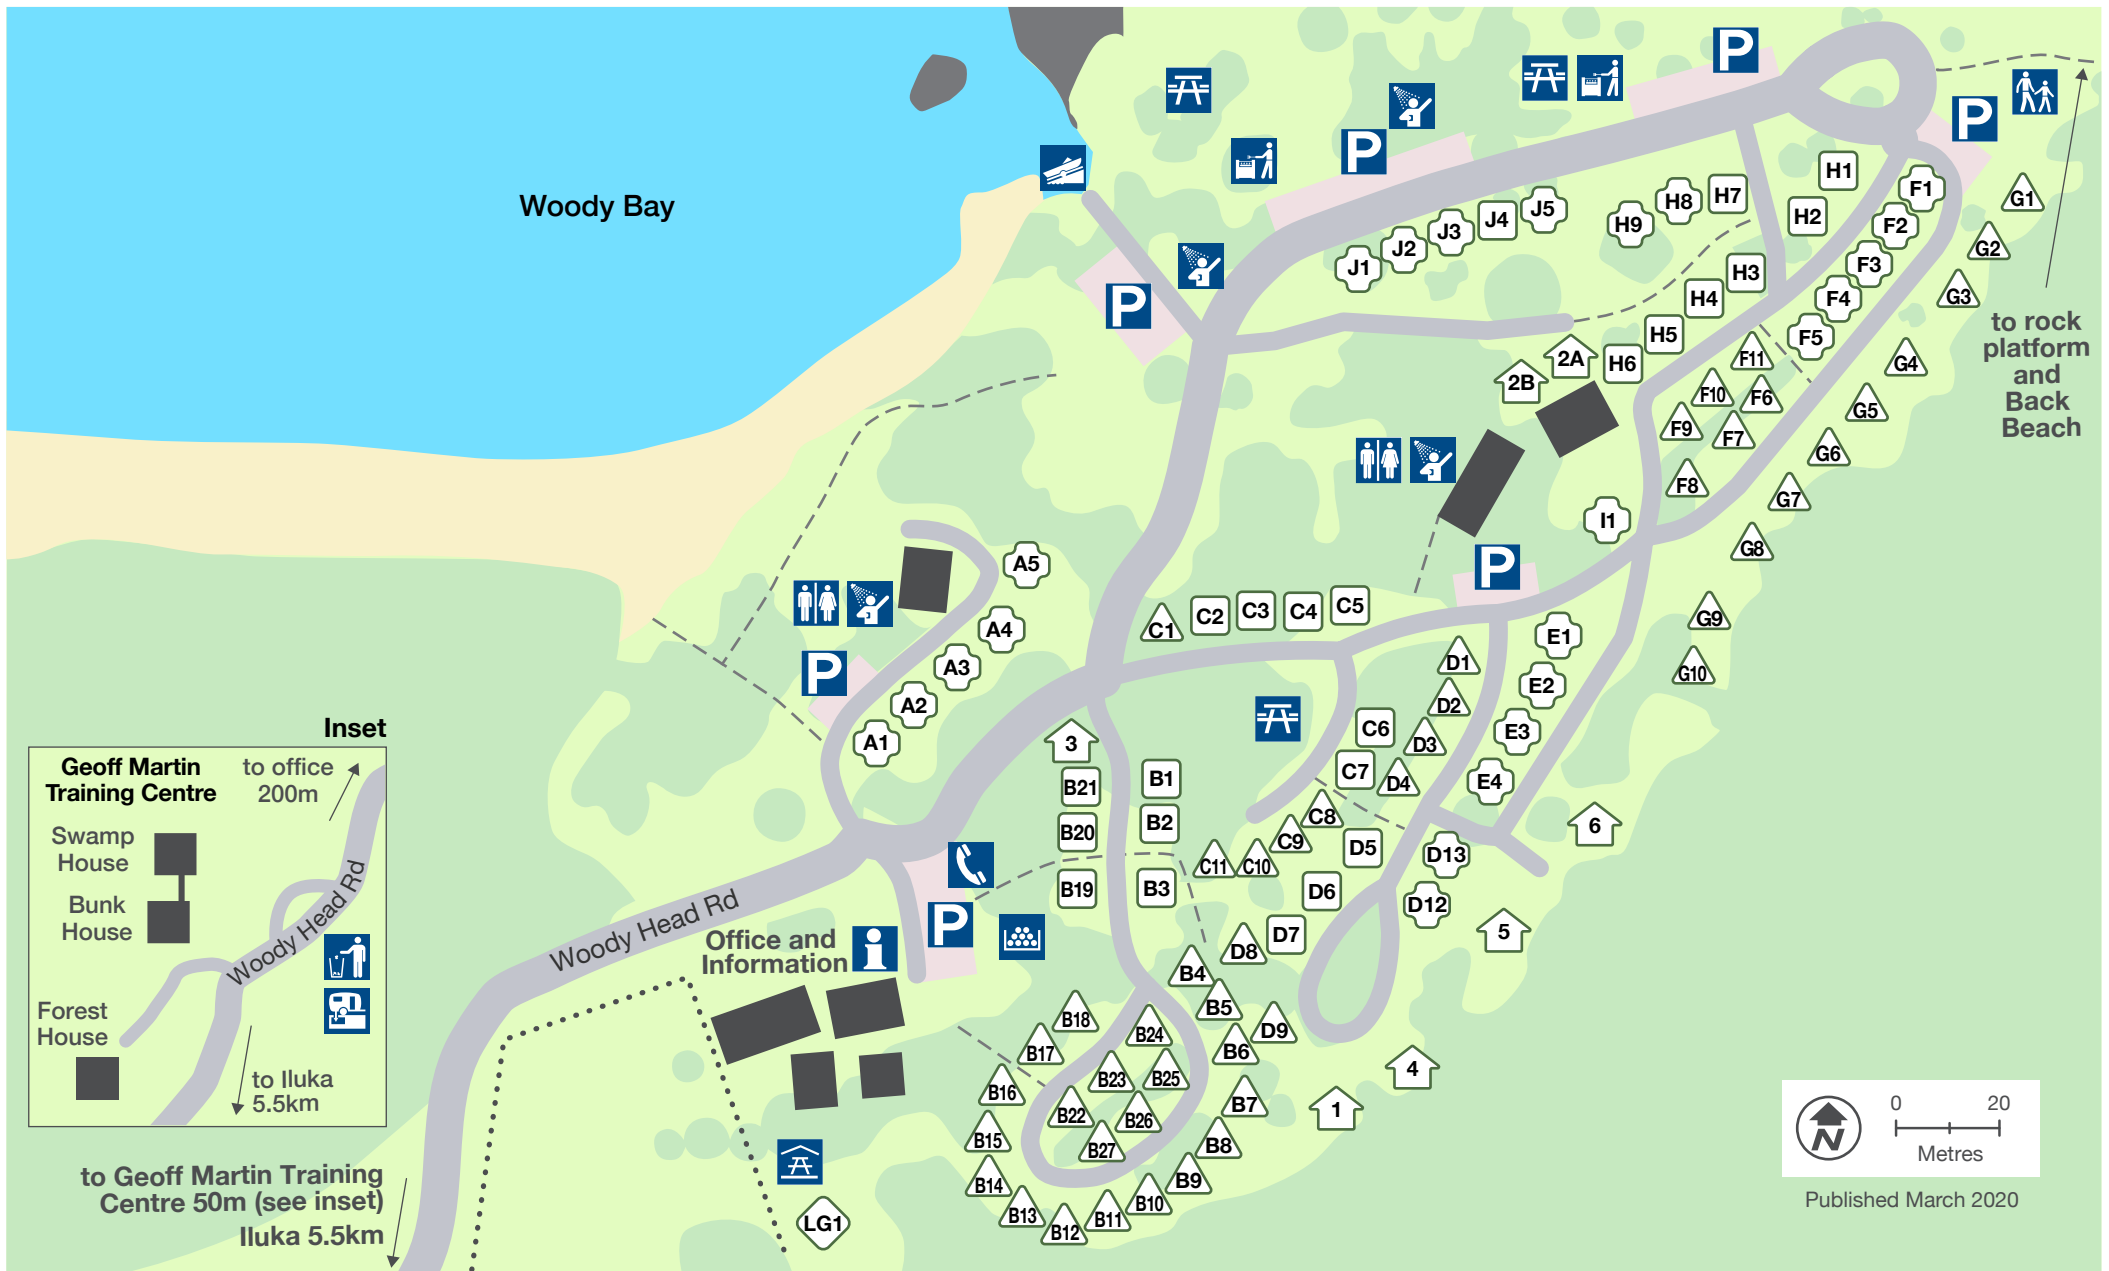 Woody Bay
P
P
P
P
P
P
P
to rock
platform
and
Back
Beach
H1
H2
H3
H4
H5
H6
H7
H8
H9
F1
F2
F3
F4
F5
F6
F7
F8
F9
F10
F11
G1
G2
G3
G4
G5
G6
G7
G8
G9
G10
J1
J2
J3
J4
J5
2A
2B
I1
A1
A2
A3
A4
A5
C1
C2
C3
C4
C5
C6
C7
C8
C9
C10
C11
D1
D2
D3
D4
D5
D6
D7
D8
D9
D12
D13
E1
E2
E3
E4
3
6
5
4
1
B1
B2
B3
B4
B5
B6
B7
B8
B9
B10
B11
B12
B13
B14
B15
B16
B17
B18
B19
B20
B21
B22
B23
B24
B25
B26
B27
LG1
Woody Head Rd
Office and
Information
i
Inset
Geoff Martin
Training Centre
to office
200m
Swamp
House
Bunk
House
Woody Head Rd
Forest
House
to Iluka
5.5km
to Geoff Martin Training
Centre 50m (see inset)
Iluka 5.5km
N
0 20
Metres
Published March 2020